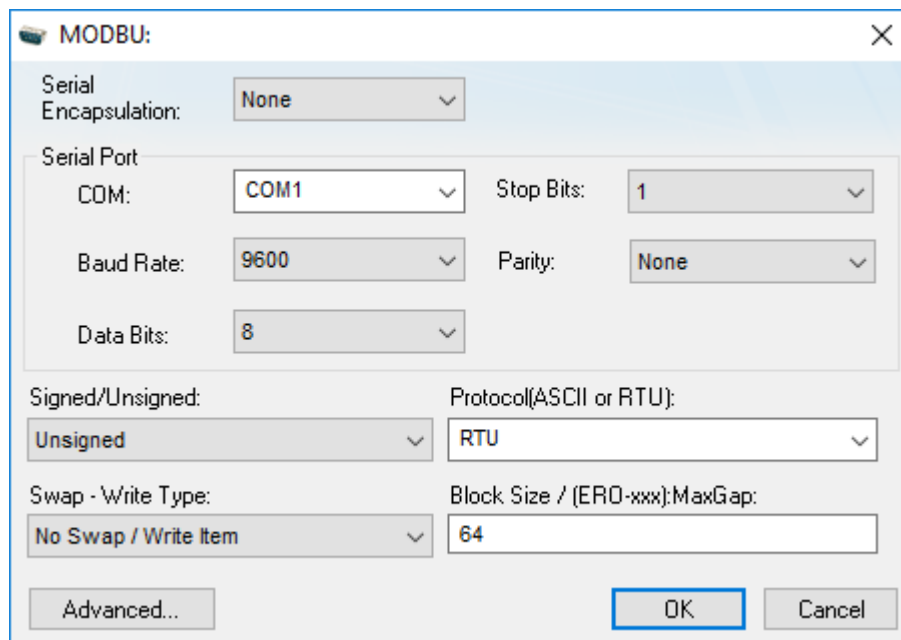 MODBU:
Serial
Encapsulation:
None
Serial Port
COM:
COM1
Stop Bits:
1
Baud Rate:
9600
Parity:
None
Data Bits:
8
Signed/Unsigned:
Protocol(ASCII or RTU):
Unsigned
RTU
Swap - Write Type:
Block Size / (ERO-xxx):MaxGap:
No Swap / Write Item
64
Advanced...
OK
Cancel